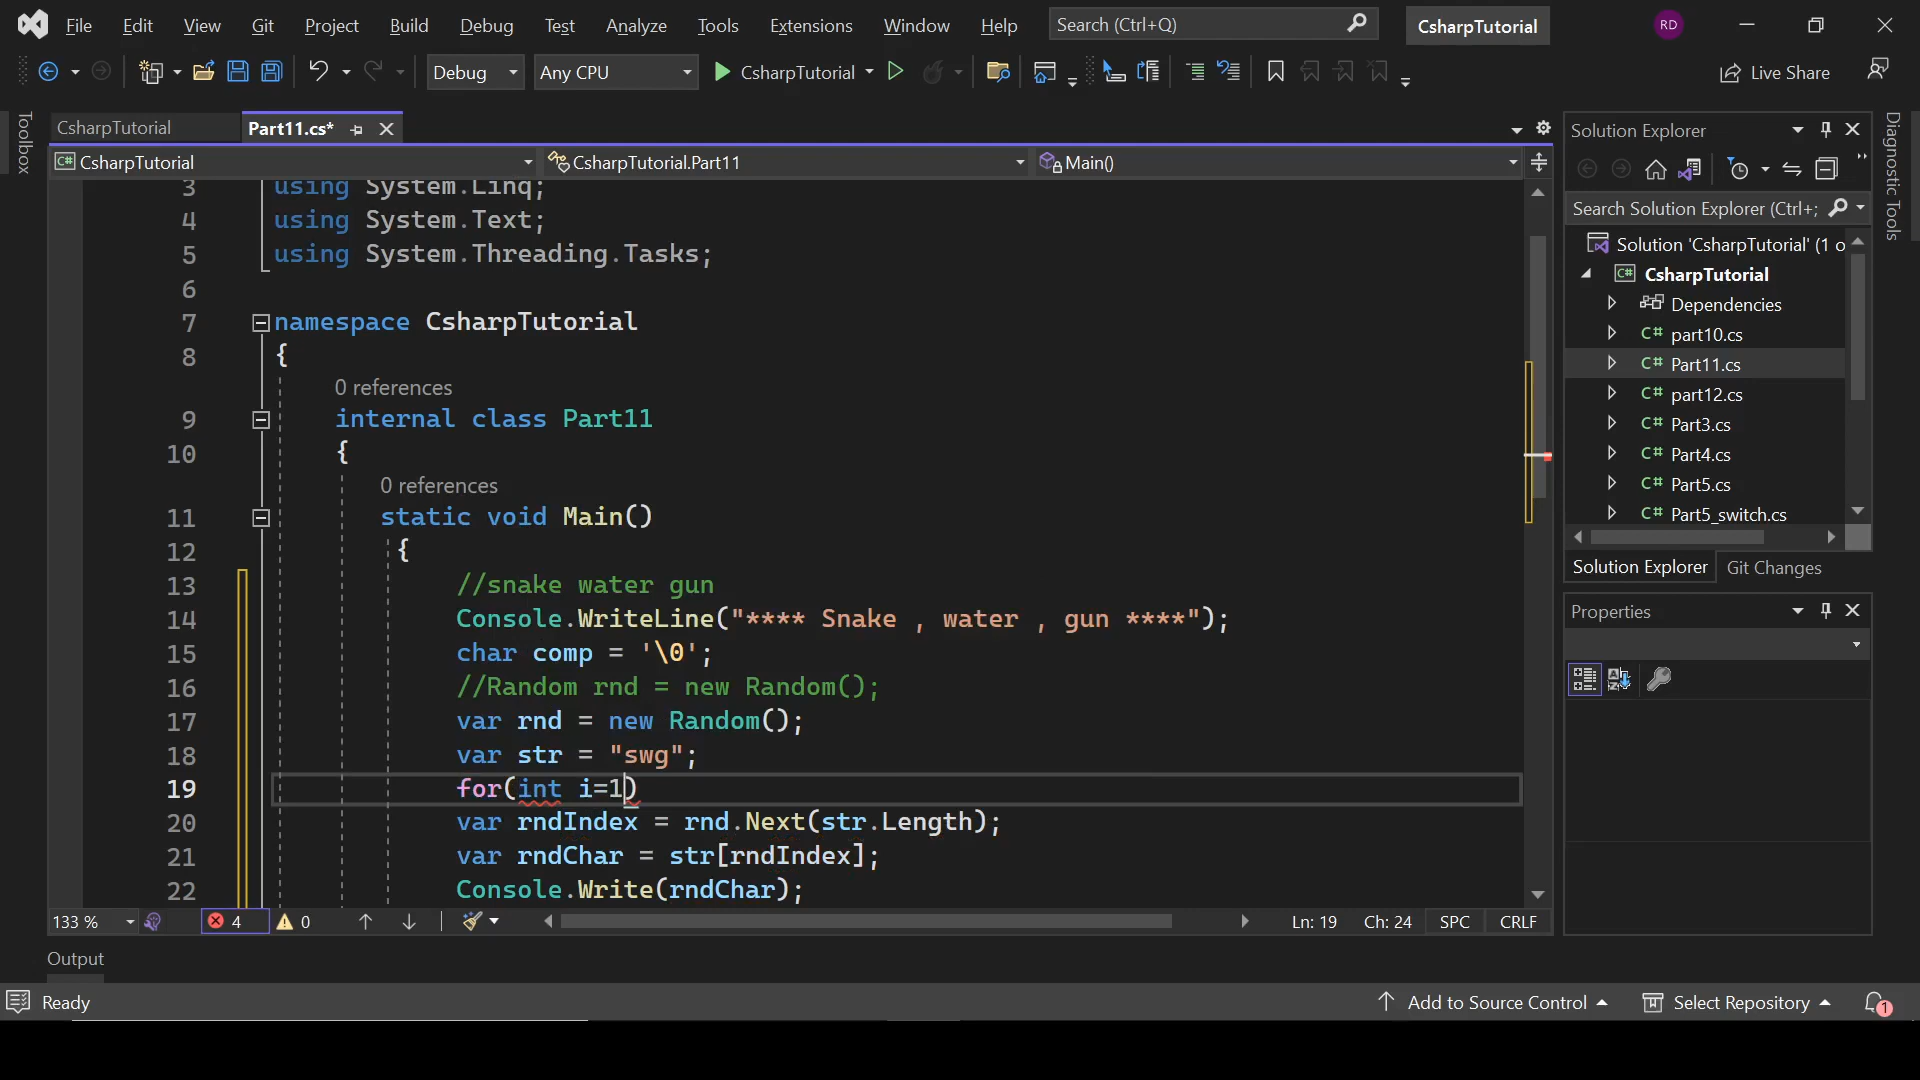 File Edit View Git Project Build Debug Test Analyze Tools Extensions Window Help Search (Ctrl+Q) CsharpTutorial RD
Debug Any CPU CsharpTutorial Live Share
Toolbox
CsharpTutorial Part11.cs*
CsharpTutorial CsharpTutorial.Part11 Main()
3 using System.Linq;
4 using System.Text;
5 using System.Threading.Tasks;
6
7 namespace CsharpTutorial
8 {
0 references
9 internal class Part11
10 {
0 references
11 static void Main()
12 {
13 //snake water gun
14 Console.WriteLine("**** Snake , water , gun ****");
15 char comp = '\0';
16 //Random rnd = new Random();
17 var rnd = new Random();
18 var str = "swg";
19 for(int i=1)
20 var rndIndex = rnd.Next(str.Length);
21 var rndChar = str[rndIndex];
22 Console.Write(rndChar);
133 % 4 0 Ln: 19 Ch: 24 SPC CRLF
Solution Explorer
Search Solution Explorer (Ctrl+;
Solution 'CsharpTutorial' (1 o
C# CsharpTutorial
Dependencies
C# part10.cs
C# Part11.cs
C# part12.cs
C# Part3.cs
C# Part4.cs
C# Part5.cs
C# Part5_switch.cs
Solution Explorer Git Changes
Properties
Diagnostic Tools
Output
Ready Add to Source Control Select Repository 1